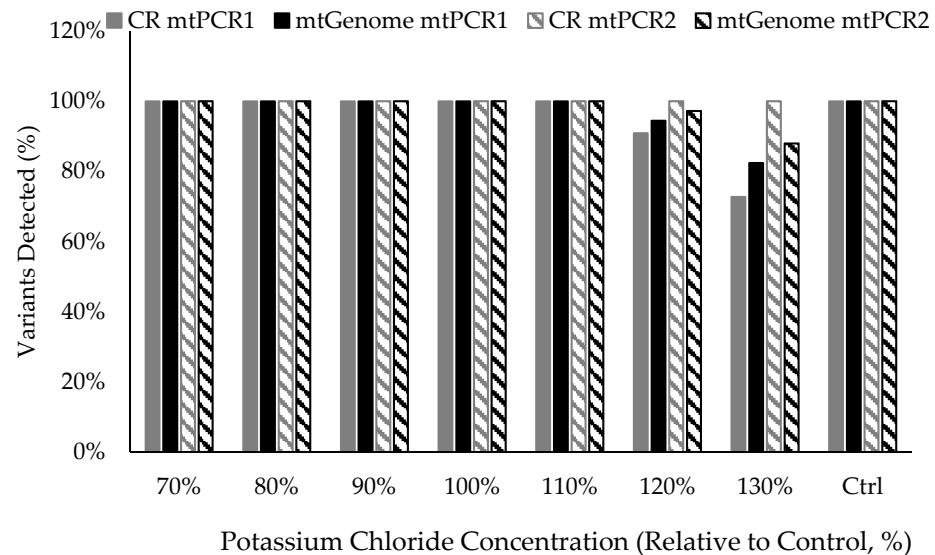 CR mtPCR1 mtGenome mtPCR1 CR mtPCR2 mtGenome mtPCR2
120%
100%
80%
60%
40%
20%
0%
Variants Detected (%)
70% 80% 90% 100% 110% 120% 130% Ctrl
Potassium Chloride Concentration (Relative to Control, %)